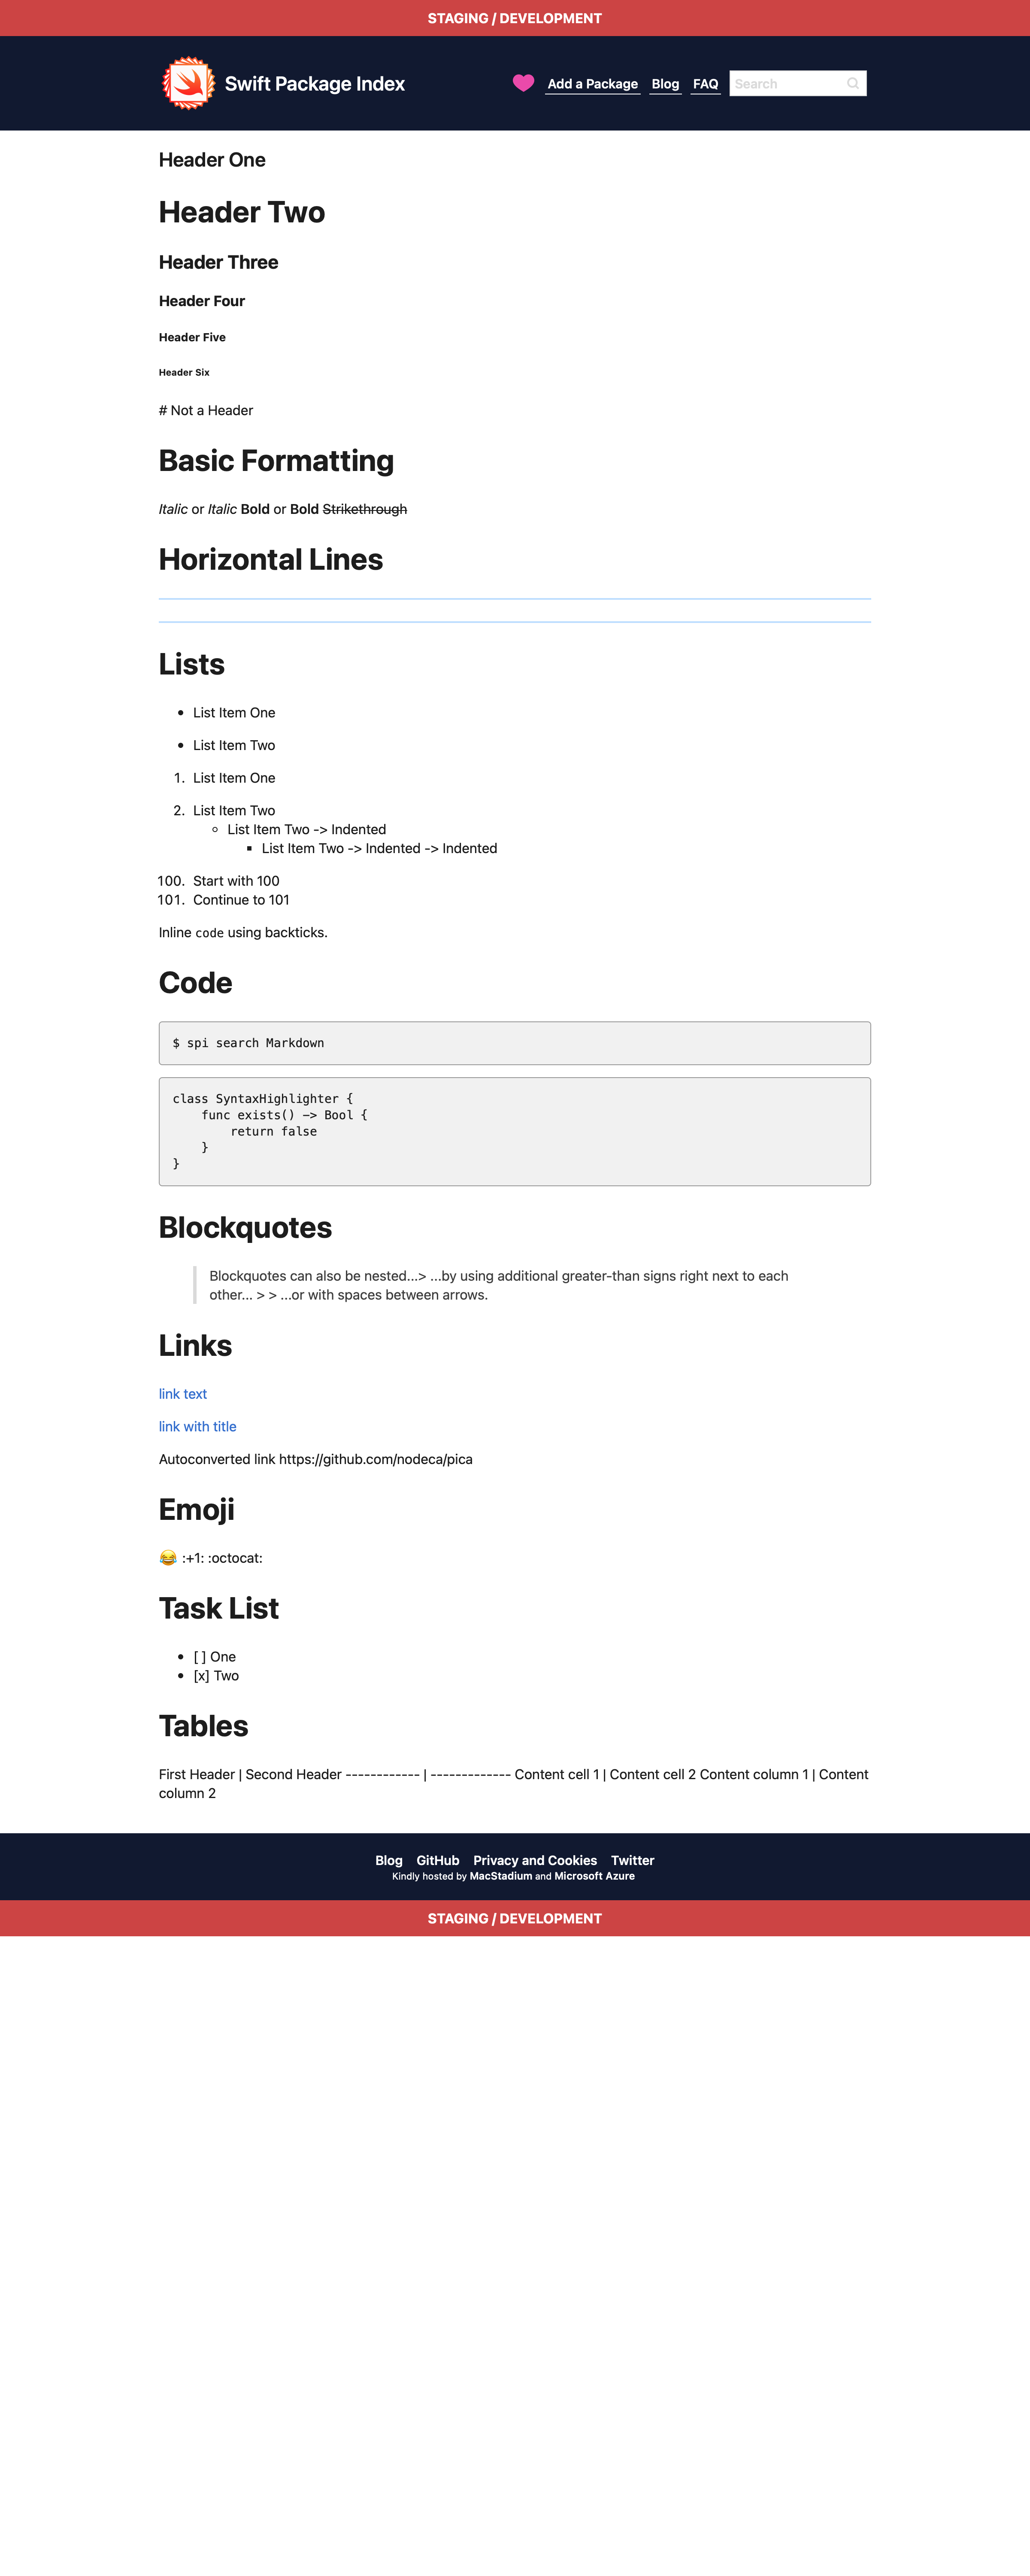 STAGING / DEVELOPMENT
Swift Package Index
Add a Package Blog FAQ Search
Header One
Header Two
Header Three
Header Four
Header Five
Header Six
# Not a Header
Basic Formatting
Italic or Italic Bold or Bold Strikethrough
Horizontal Lines
Lists
• List Item One
• List Item Two
1. List Item One
2. List Item Two
◦ List Item Two -> Indented
▪ List Item Two -> Indented -> Indented
100. Start with 100
101. Continue to 101
Inline code using backticks.
Code
$ spi search Markdown
class SyntaxHighlighter {
    func exists() -> Bool {
        return false
    }
}
Blockquotes
Blockquotes can also be nested...> ...by using additional greater-than signs right next to each
other... > > ...or with spaces between arrows.
Links
link text
link with title
Autoconverted link https://github.com/nodeca/pica
Emoji
😂 :+1: :octocat:
Task List
• [ ] One
• [x] Two
Tables
First Header | Second Header ------------ | ------------- Content cell 1 | Content cell 2 Content column 1 | Content
column 2
Blog GitHub Privacy and Cookies Twitter
Kindly hosted by MacStadium and Microsoft Azure
STAGING / DEVELOPMENT